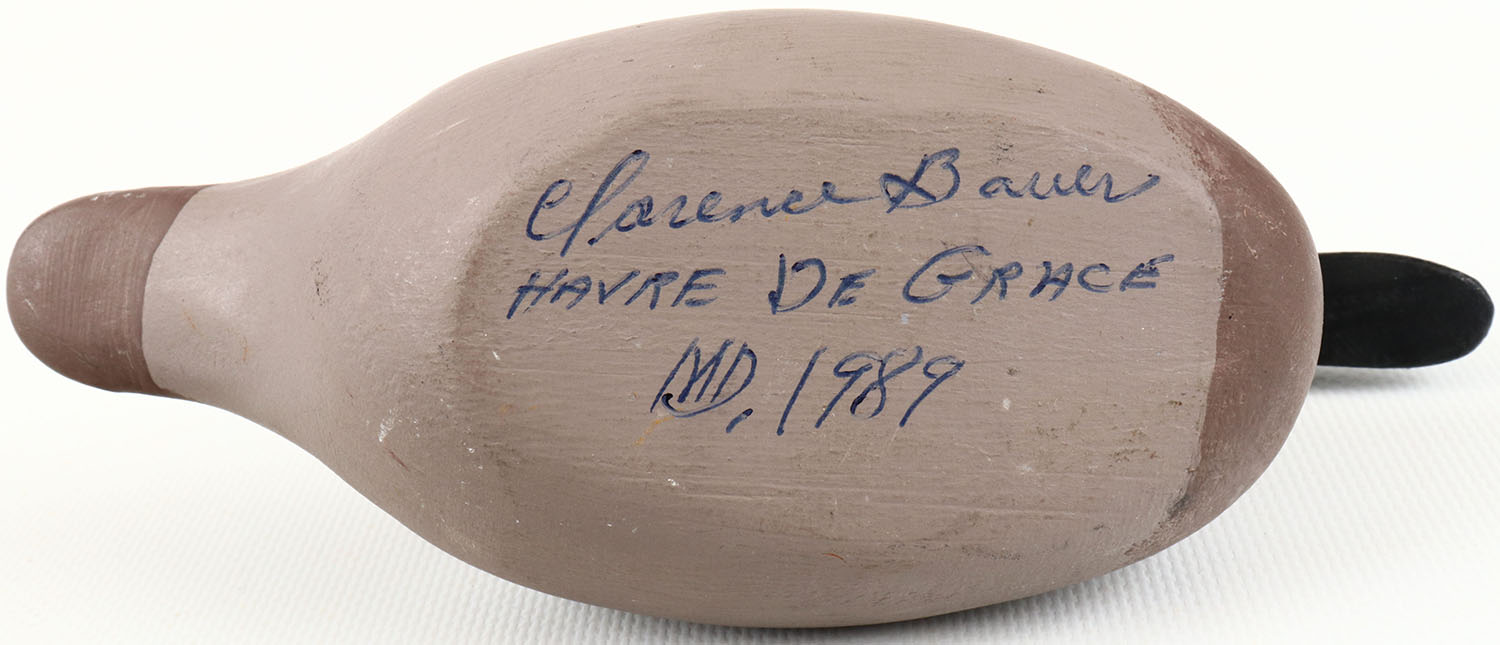 Clarence Bauer
HAVRE DE GRACE
MD, 1989